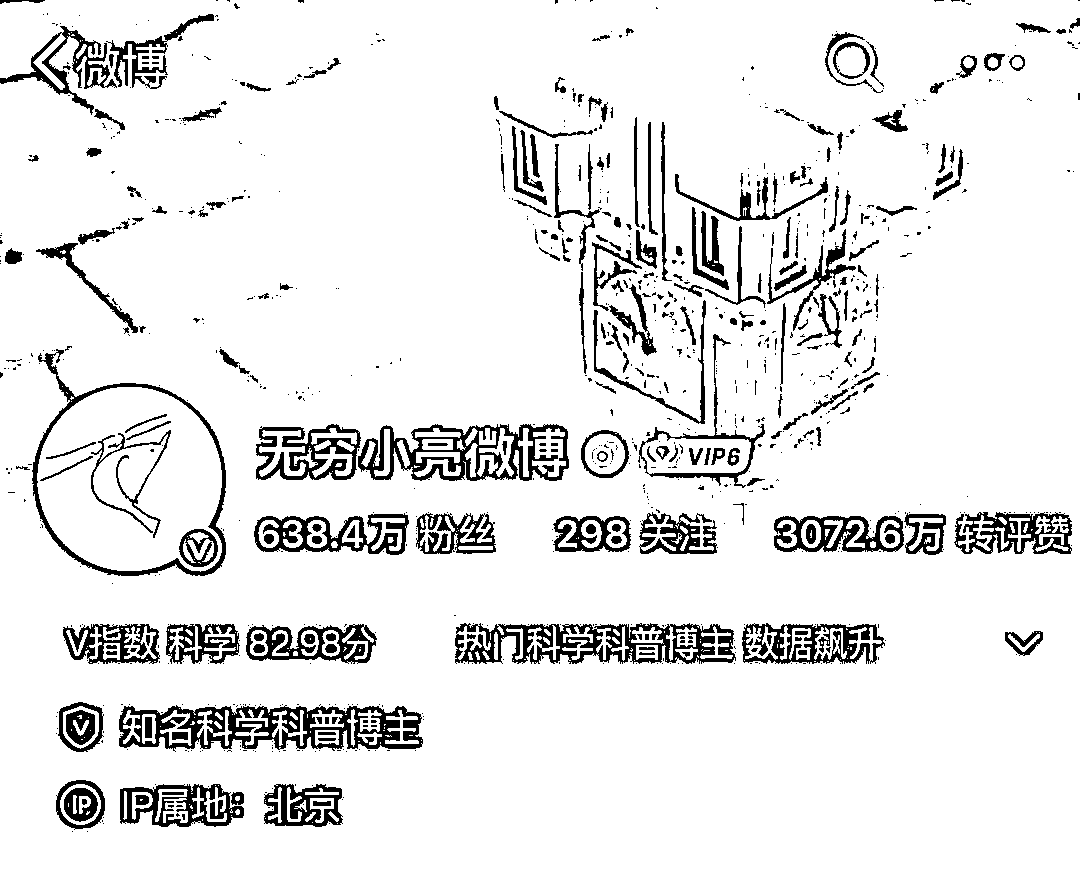 微博
无穷小亮微博 VIP6
638.4万 粉丝 298 关注 3072.6万 转评赞
V指数 科学 82.98分 热门科学科普博主 数据飙升
知名科学科普博主
IP IP属地：北京